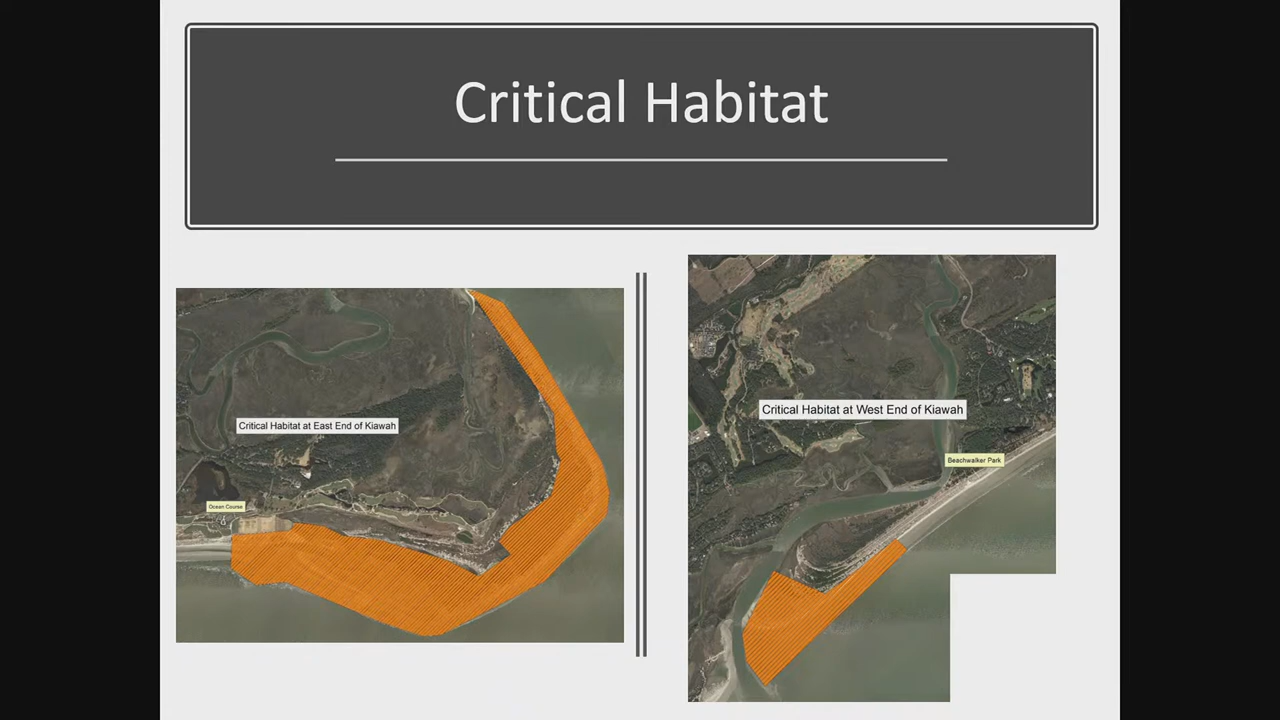 Critical Habitat
Critical Habitat at East End of Kiawah
Ocean Course
Critical Habitat at West End of Kiawah
Beachwalker Park